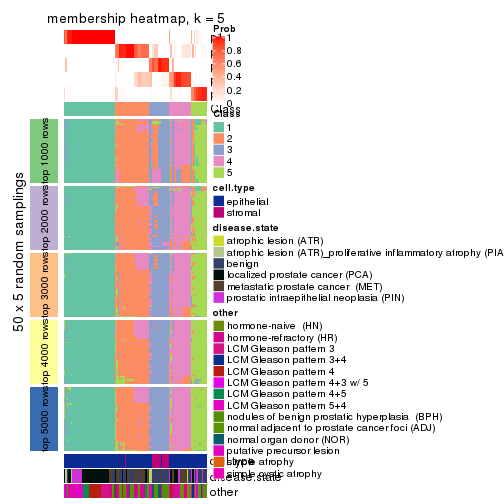 membership heatmap, k = 5
Prob
1
0.8
0.6
0.4
0.2
0
Class
Class
1
2
3
4
5
cell.type
epithelial
stromal
disease.state
atrophic lesion (ATR)
atrophic lesion (ATR)_proliferative inflammatory atrophy (PIA
benign
localized prostate cancer (PCA)
metastatic prostate cancer (MET)
prostatic intraepithelial neoplasia (PIN)
other
hormone-naive (HN)
hormone-refractory (HR)
LCM Gleason pattern 3
LCM Gleason pattern 3+4
LCM Gleason pattern 4
LCM Gleason pattern 4+3 w/ 5
LCM Gleason pattern 4+5
LCM Gleason pattern 5+4
nodules of benign prostatic hyperplasia (BPH)
normal adjacent to prostate cancer foci (ADJ)
normal organ donor (NOR)
putative precursor lesion
simple atrophy
simple cystic atrophy
disease.state
other
50 x 5 random samplings
top 1000 rows
top 2000 rows
top 3000 rows
top 4000 rows
top 5000 rows